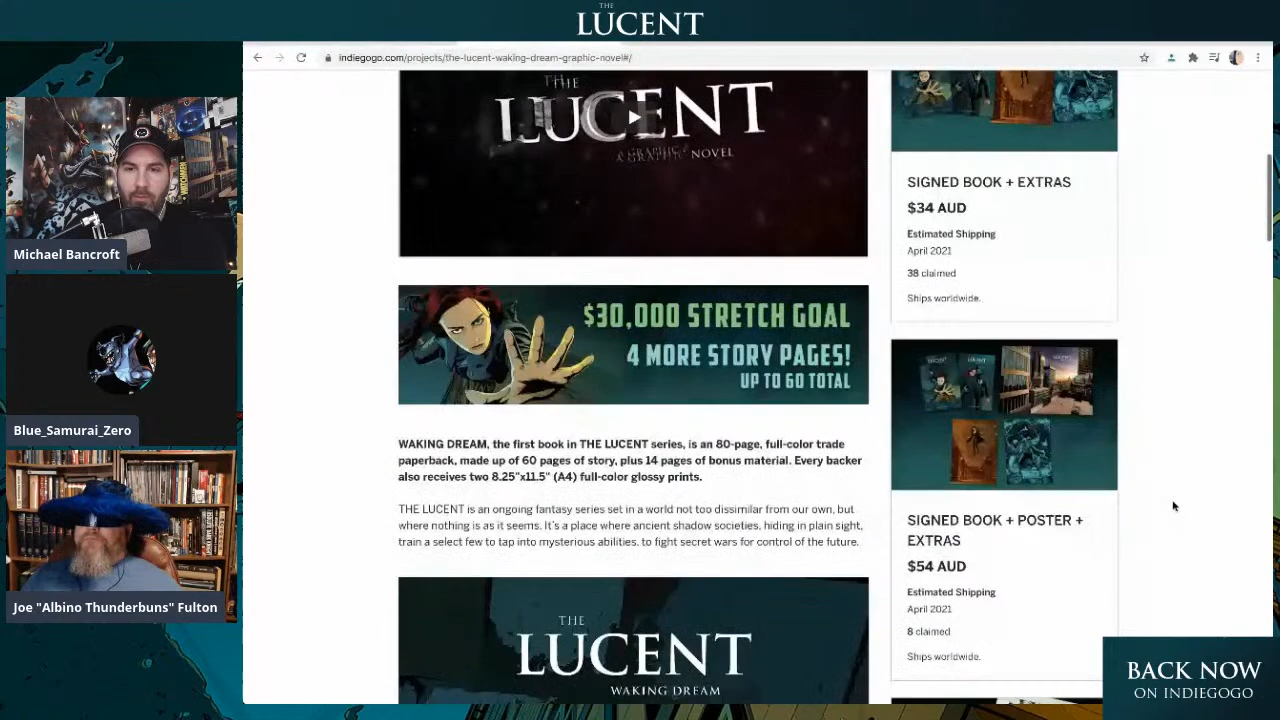 THE
LUCENT
indiegogo.com/projects/the-lucent-waking-dream-graphic-novel#/
THE
LUCENT
A GRAPHIC NOVEL
SIGNED BOOK + EXTRAS
$34 AUD
Estimated Shipping
April 2021
38 claimed
Ships worldwide.
Michael Bancroft
$30,000 STRETCH GOAL
4 MORE STORY PAGES!
UP TO 60 TOTAL
Blue_Samurai_Zero
WAKING DREAM, the first book in THE LUCENT series, is an 80-page, full-color trade
paperback, made up of 60 pages of story, plus 14 pages of bonus material. Every backer
also receives two 8.25"x11.5" (A4) full-color glossy prints.
THE LUCENT is an ongoing fantasy series set in a world not too dissimilar from our own, but
where nothing is as it seems. It's a place where ancient shadow societies, hiding in plain sight,
train a select few to tap into mysterious abilities, to fight secret wars for control of the future.
SIGNED BOOK + POSTER +
EXTRAS
$54 AUD
Estimated Shipping
April 2021
8 claimed
Ships worldwide.
Joe "Albino Thunderbuns" Fulton
THE
LUCENT
WAKING DREAM
BACK NOW
ON INDIEGOGO